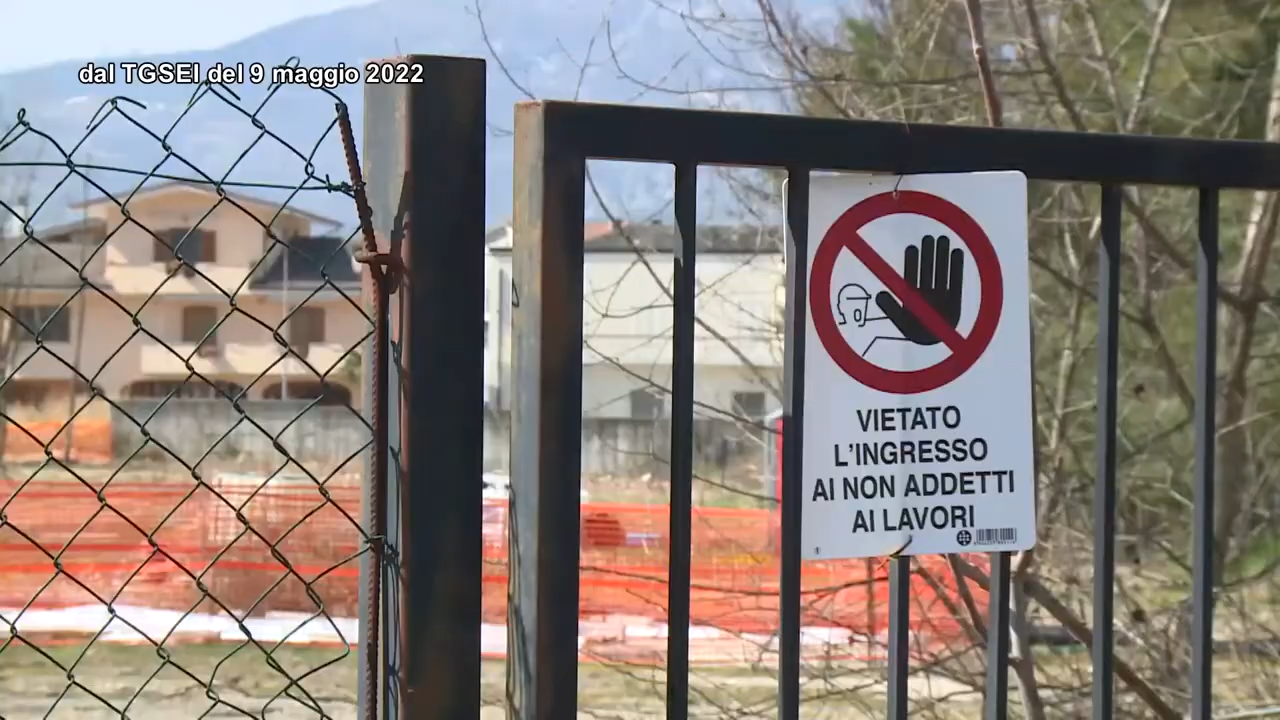 dal TGSEI del 9 maggio 2022
VIETATO
L'INGRESSO
AI NON ADDETTI
AI LAVORI